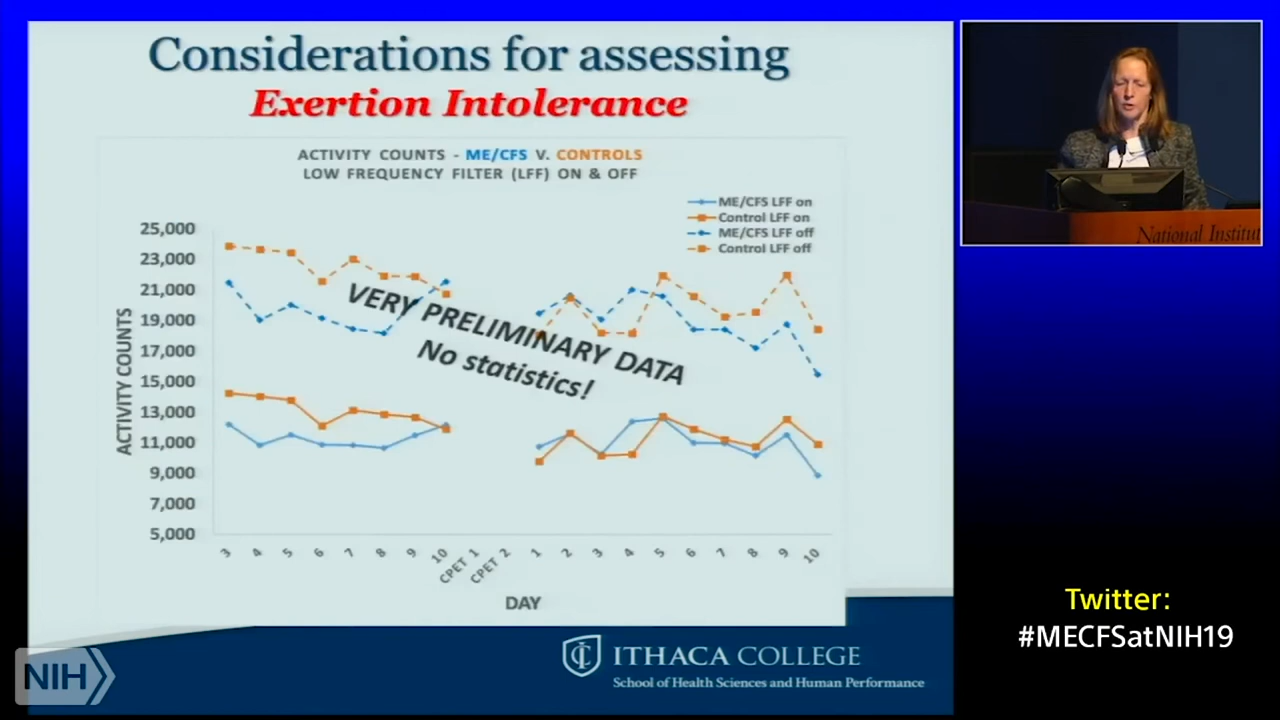 Considerations for assessing
Exertion Intolerance
ACTIVITY COUNTS - ME/CFS V. CONTROLS
LOW FREQUENCY FILTER (LFF) ON & OFF
ME/CFS LFF on
Control LFF on
ME/CFS LFF off
Control LFF off
25,000
23,000
21,000
19,000
17,000
15,000
13,000
11,000
9,000
7,000
5,000
ACTIVITY COUNTS
VERY PRELIMINARY DATA
No statistics!
3 4 5 6 7 8 9 10 CPET 1 CPET 2 1 2 3 4 5 6 7 8 9 10
DAY
ITHACA COLLEGE
School of Health Sciences and Human Performance
NIH
National Institut
Twitter:
#MECFSatNIH19